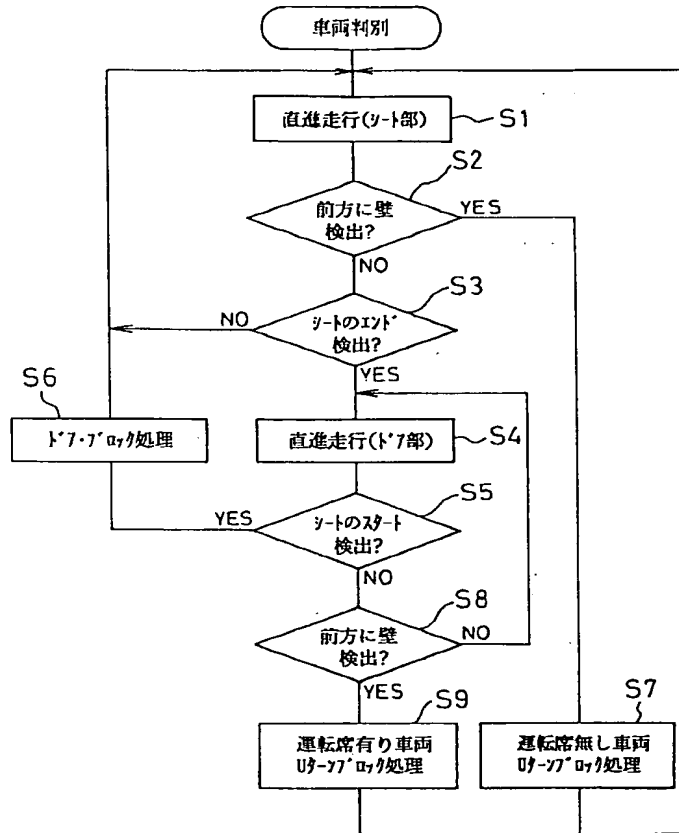 車両判別
直進走行(シート部)
S1
S2
前方に壁
検出?
YES
NO
S3
シートのエンド
検出?
NO
YES
S6
ドア・ブロック処理
直進走行(ドア部)
S4
S5
シートのスタート
検出?
YES
NO
S8
前方に壁
検出?
NO
YES
S9
運転席有り車両
Uターンブロック処理
S7
運転席無し車両
Uターンブロック処理